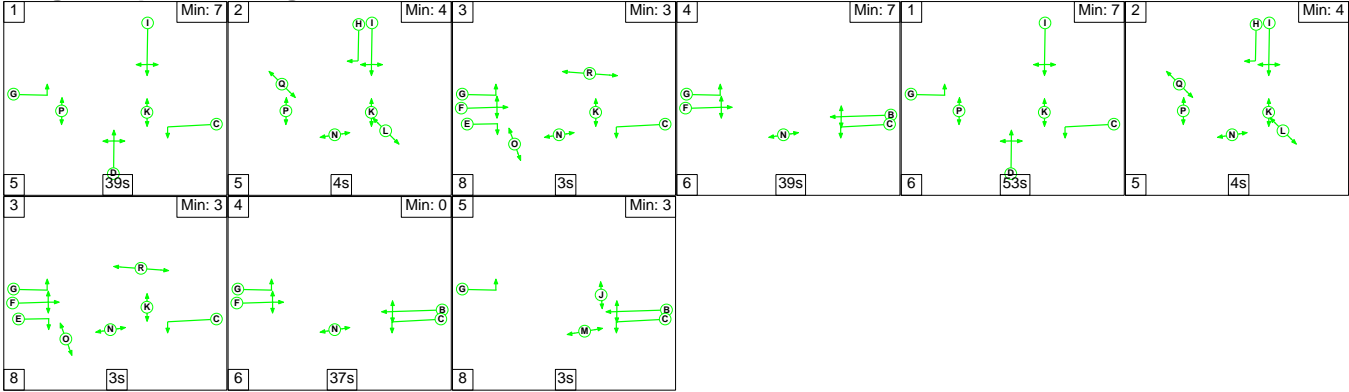 1 Min: 7
I
G
P K
C
D
5 39s
2 Min: 4
H I
Q
P K
N L
5 4s
3 Min: 3
R
G
F K
E C
N
O
8 3s
4 Min: 7
G
F
B
C
N
6 39s
1 Min: 7
I
G
P K
C
D
6 53s
2 Min: 4
H I
Q
P K
N L
5 4s
3 Min: 3
R
G
F K
E C
N
O
8 3s
4 Min: 0
G
F
B
C
N
6 37s
5 Min: 3
G
J
B
C
M
8 3s